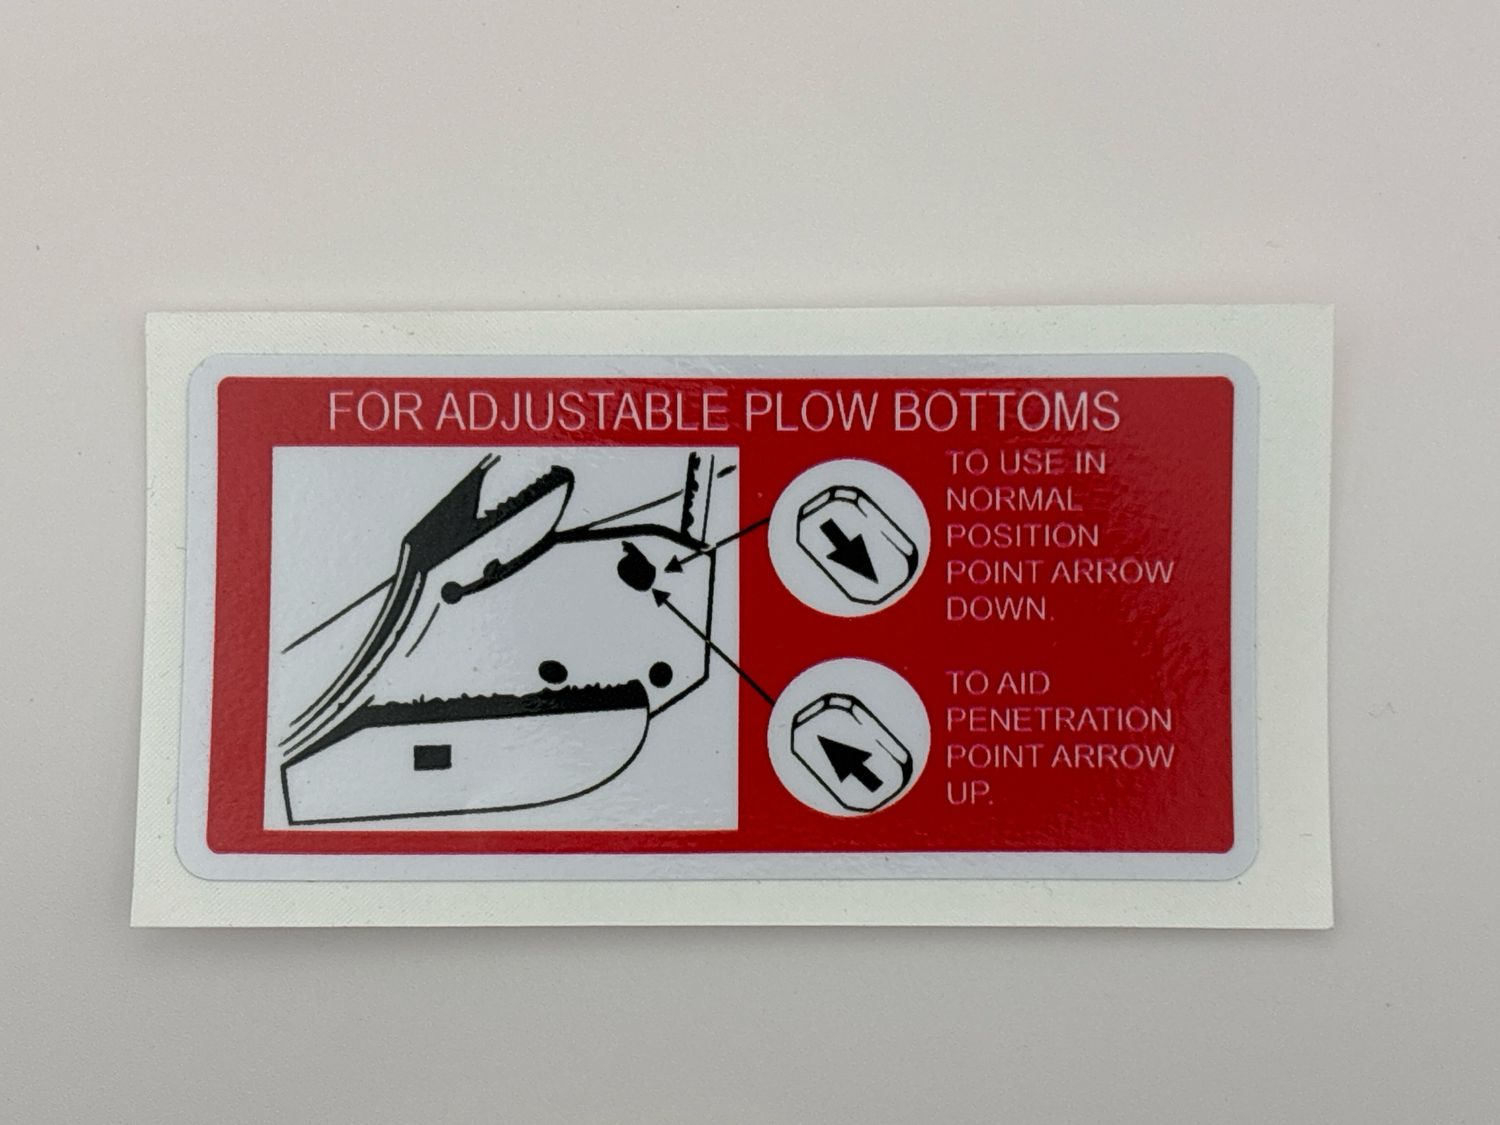 FOR ADJUSTABLE PLOW BOTTOMS
TO USE IN
NORMAL
POSITION
POINT ARROW
DOWN.
TO AID
PENETRATION
POINT ARROW
UP.